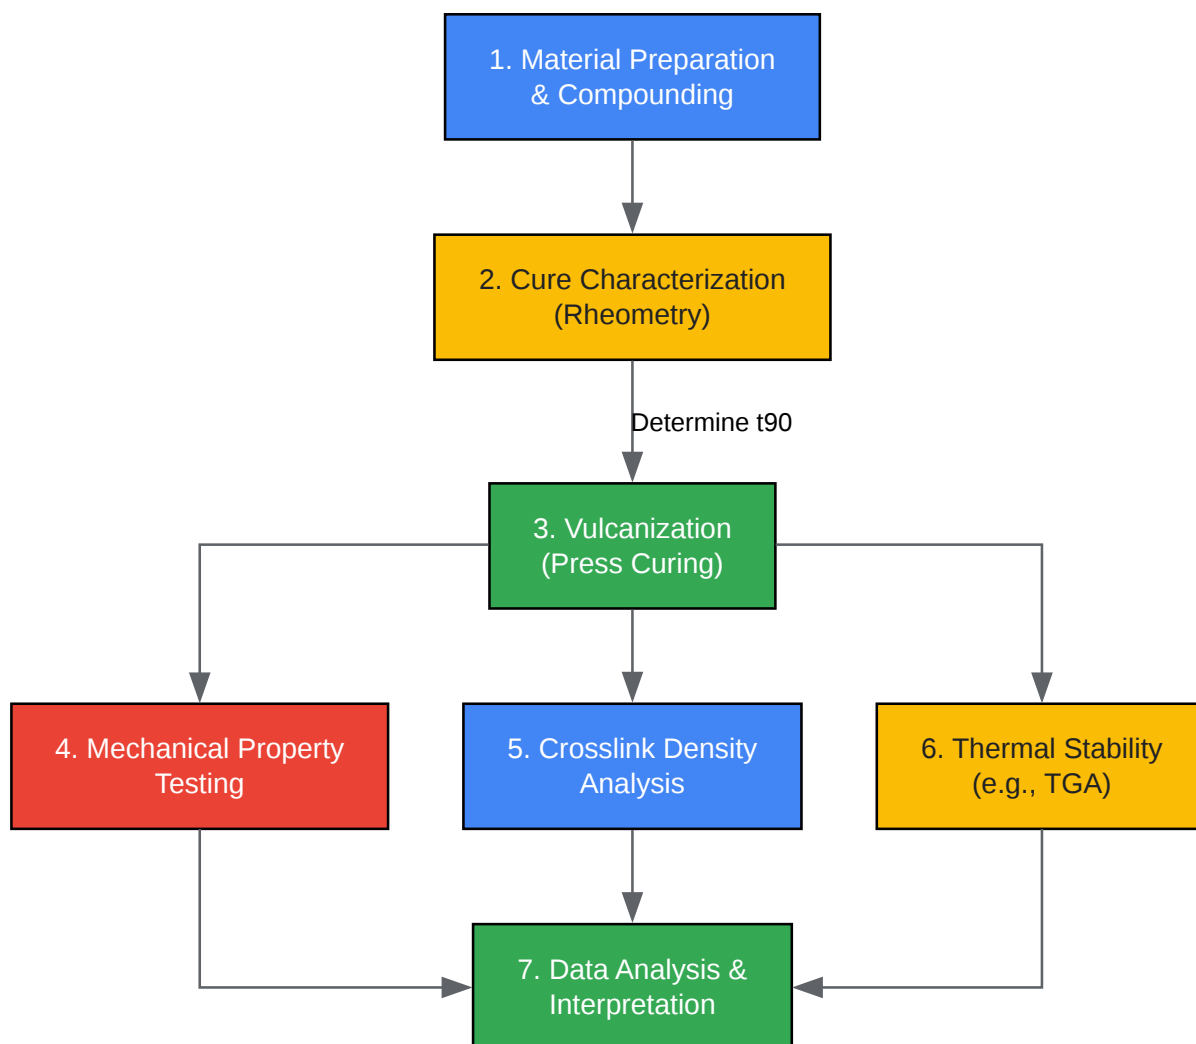 1. Material Preparation
& Compounding
2. Cure Characterization
(Rheometry)
Determine t90
3. Vulcanization
(Press Curing)
4. Mechanical Property
Testing
5. Crosslink Density
Analysis
6. Thermal Stability
(e.g., TGA)
7. Data Analysis &
Interpretation